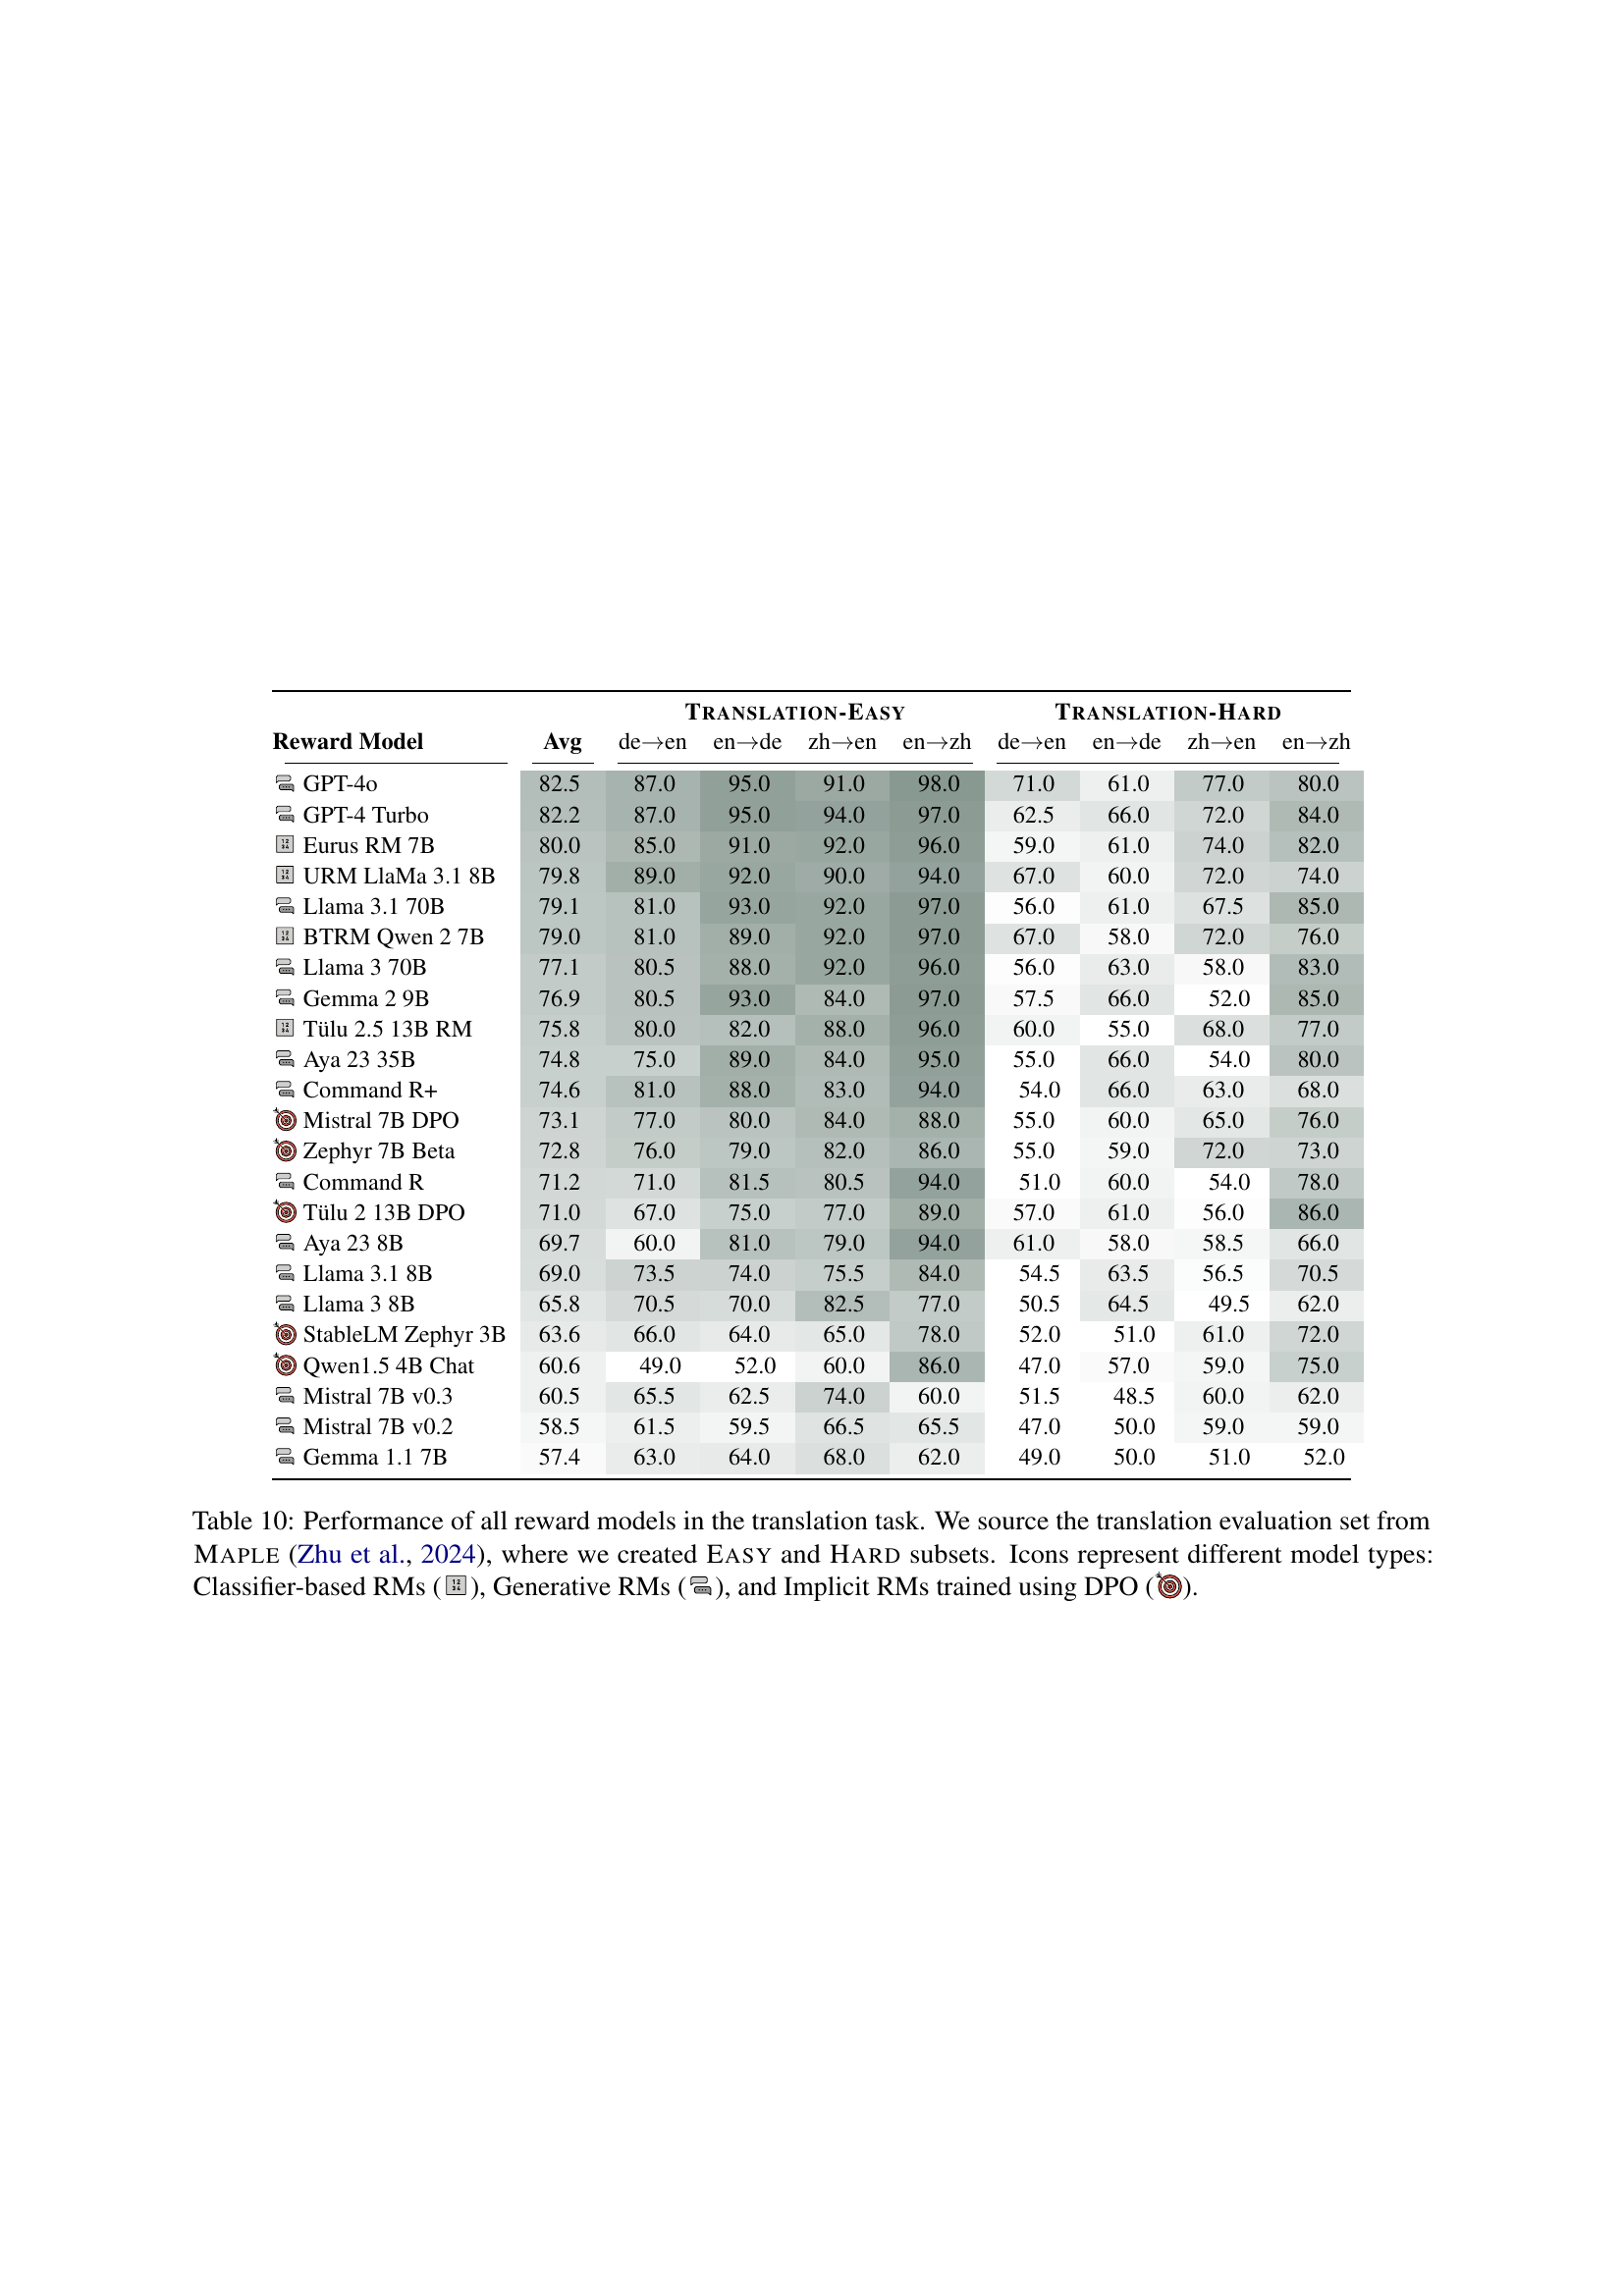 TRANSLATION-EASY TRANSLATION-HARD
Reward Model Avg de→en en→de zh→en en→zh de→en en→de zh→en en→zh
GPT-4o 82.5 87.0 95.0 91.0 98.0 71.0 61.0 77.0 80.0
GPT-4 Turbo 82.2 87.0 95.0 94.0 97.0 62.5 66.0 72.0 84.0
Eurus RM 7B 80.0 85.0 91.0 92.0 96.0 59.0 61.0 74.0 82.0
URM LlaMa 3.1 8B 79.8 89.0 92.0 90.0 94.0 67.0 60.0 72.0 74.0
Llama 3.1 70B 79.1 81.0 93.0 92.0 97.0 56.0 61.0 67.5 85.0
BTRM Qwen 2 7B 79.0 81.0 89.0 92.0 97.0 67.0 58.0 72.0 76.0
Llama 3 70B 77.1 80.5 88.0 92.0 96.0 56.0 63.0 58.0 83.0
Gemma 2 9B 76.9 80.5 93.0 84.0 97.0 57.5 66.0 52.0 85.0
Tülu 2.5 13B RM 75.8 80.0 82.0 88.0 96.0 60.0 55.0 68.0 77.0
Aya 23 35B 74.8 75.0 89.0 84.0 95.0 55.0 66.0 54.0 80.0
Command R+ 74.6 81.0 88.0 83.0 94.0 54.0 66.0 63.0 68.0
Mistral 7B DPO 73.1 77.0 80.0 84.0 88.0 55.0 60.0 65.0 76.0
Zephyr 7B Beta 72.8 76.0 79.0 82.0 86.0 55.0 59.0 72.0 73.0
Command R 71.2 71.0 81.5 80.5 94.0 51.0 60.0 54.0 78.0
Tülu 2 13B DPO 71.0 67.0 75.0 77.0 89.0 57.0 61.0 56.0 86.0
Aya 23 8B 69.7 60.0 81.0 79.0 94.0 61.0 58.0 58.5 66.0
Llama 3.1 8B 69.0 73.5 74.0 75.5 84.0 54.5 63.5 56.5 70.5
Llama 3 8B 65.8 70.5 70.0 82.5 77.0 50.5 64.5 49.5 62.0
StableLM Zephyr 3B 63.6 66.0 64.0 65.0 78.0 52.0 51.0 61.0 72.0
Qwen1.5 4B Chat 60.6 49.0 52.0 60.0 86.0 47.0 57.0 59.0 75.0
Mistral 7B v0.3 60.5 65.5 62.5 74.0 60.0 51.5 48.5 60.0 62.0
Mistral 7B v0.2 58.5 61.5 59.5 66.5 65.5 47.0 50.0 59.0 59.0
Gemma 1.1 7B 57.4 63.0 64.0 68.0 62.0 49.0 50.0 51.0 52.0
Table 10: Performance of all reward models in the translation task. We source the translation evaluation set from
MAPLE (Zhu et al., 2024), where we created EASY and HARD subsets. Icons represent different model types:
Classifier-based RMs (), Generative RMs (), and Implicit RMs trained using DPO ().